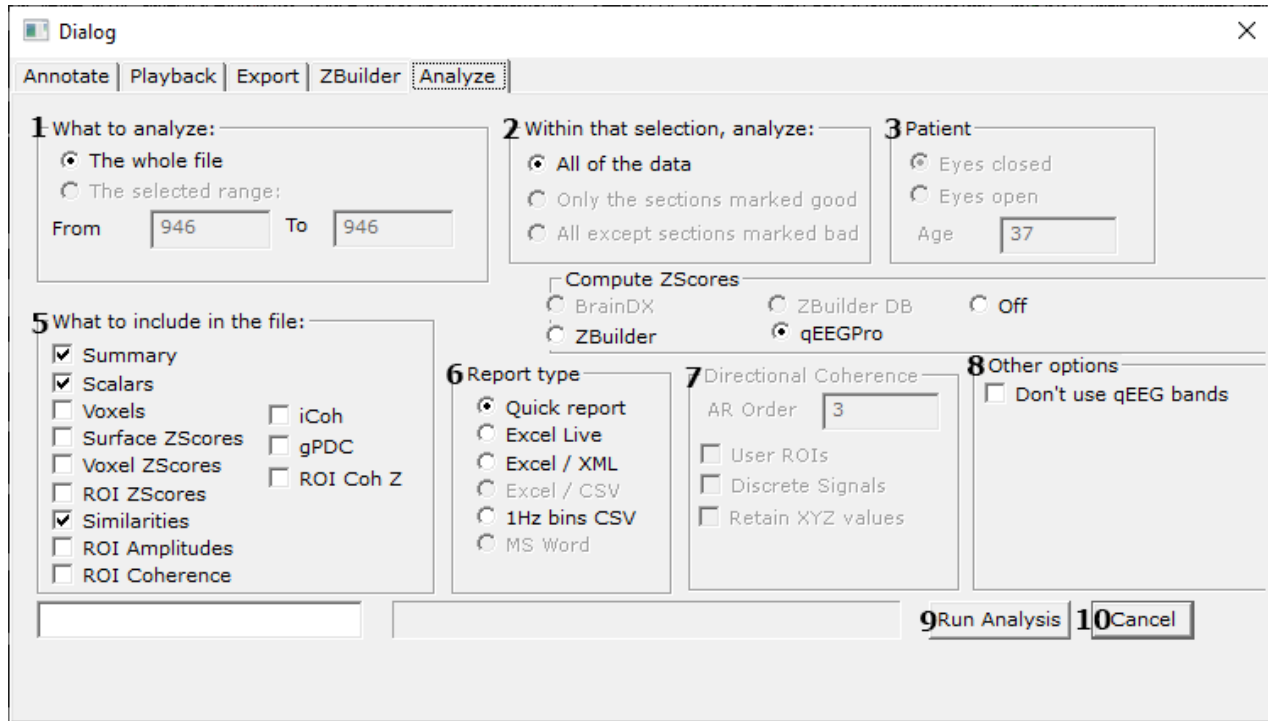 Dialog
Annotate Playback Export ZBuilder Analyze
1 What to analyze:
The whole file
The selected range:
From 946 To 946
2 Within that selection, analyze:
All of the data
Only the sections marked good
All except sections marked bad
3 Patient
Eyes closed
Eyes open
Age 37
Compute ZScores
BrainDX ZBuilder DB Off
ZBuilder qEEGPro
5 What to include in the file:
Summary
Scalars
Voxels
Surface ZScores
Voxel ZScores
ROI ZScores
Similarities
ROI Amplitudes
ROI Coherence
iCoh
gPDC
ROI Coh Z
6 Report type
Quick report
Excel Live
Excel / XML
Excel / CSV
1Hz bins CSV
MS Word
7 Directional Coherence
AR Order 3
User ROIs
Discrete Signals
Retain XYZ values
8 Other options
Don't use qEEG bands
9 Run Analysis 10 Cancel